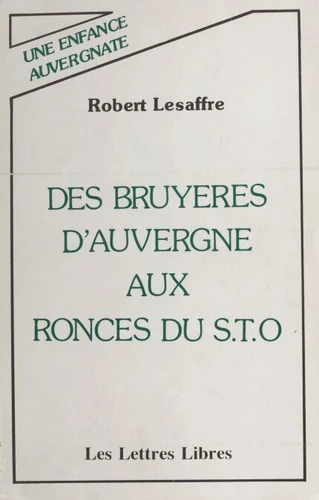 UNE ENFANCE
AUVERGNATE
Robert Lesaffre
DES BRUYERES
D'AUVERGNE
AUX
RONCES DU S.T.O
Les Lettres Libres